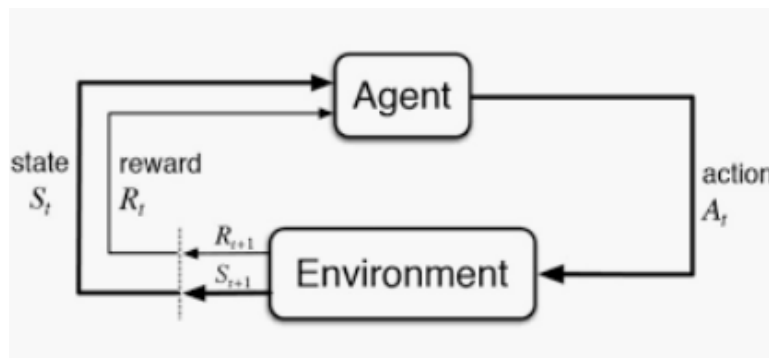 Agent
state
S_t
reward
R_t
action
A_t
R_{t+1}
S_{t+1}
Environment